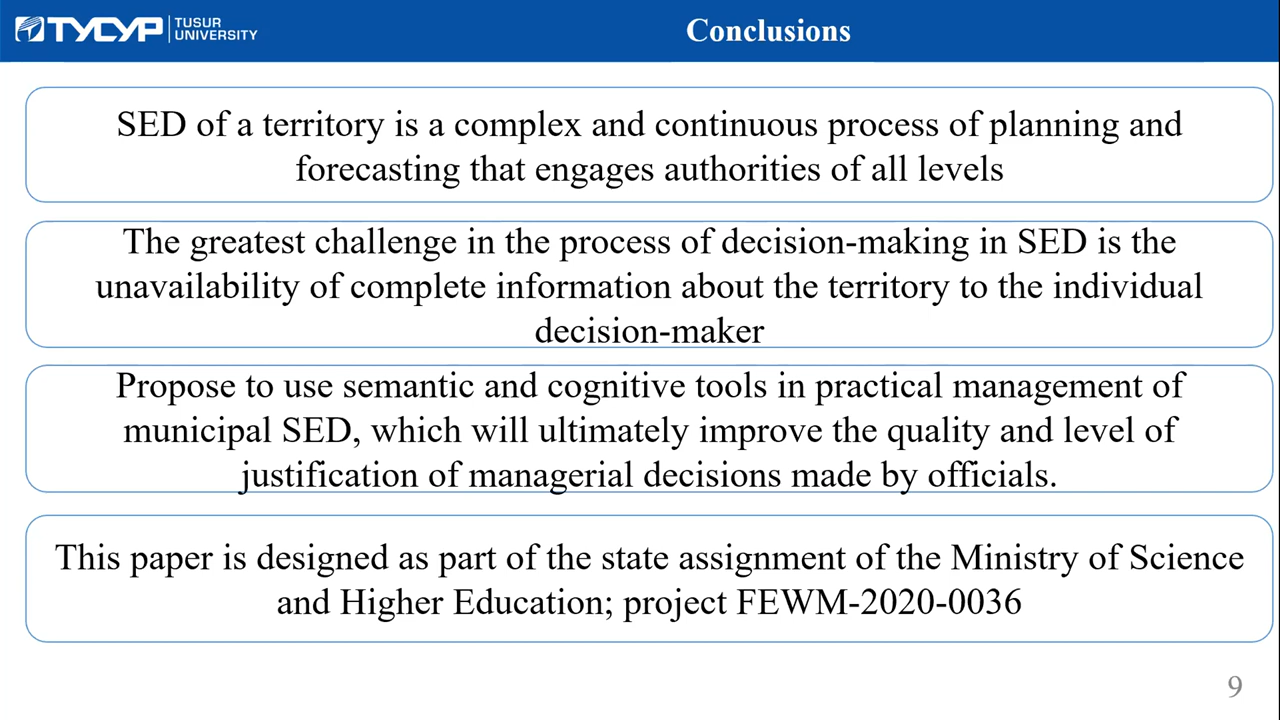 ТУСУР
TUSUR
UNIVERSITY
Conclusions
SED of a territory is a complex and continuous process of planning and
forecasting that engages authorities of all levels
The greatest challenge in the process of decision-making in SED is the
unavailability of complete information about the territory to the individual
decision-maker
Propose to use semantic and cognitive tools in practical management of
municipal SED, which will ultimately improve the quality and level of
justification of managerial decisions made by officials.
This paper is designed as part of the state assignment of the Ministry of Science
and Higher Education; project FEWM-2020-0036
9